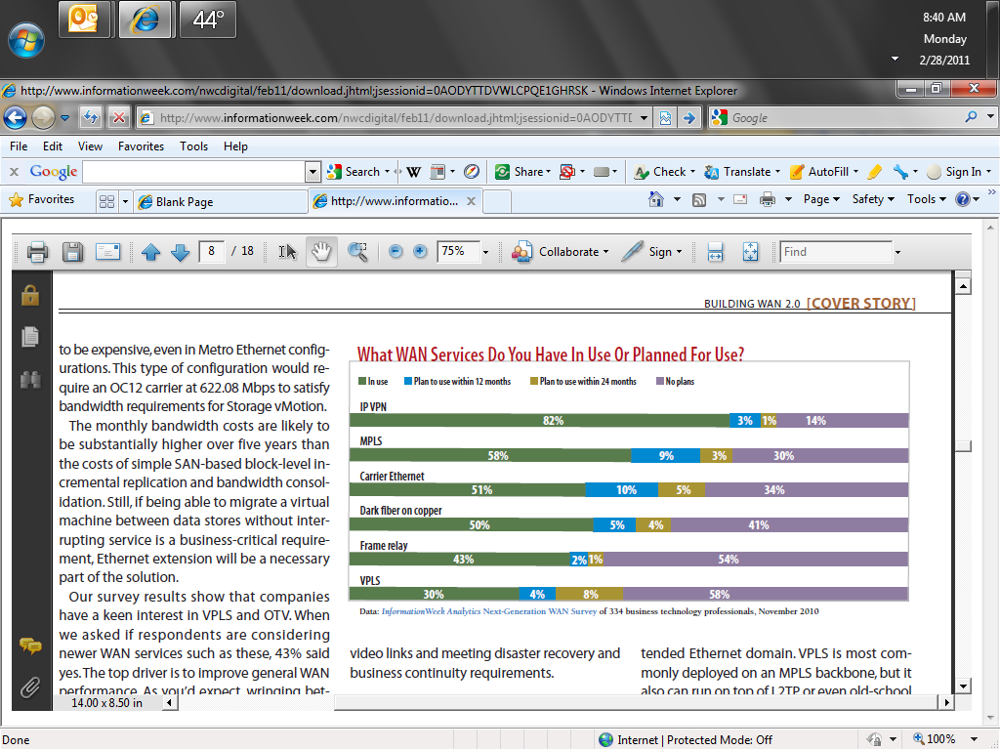 44°
8:40 AM
Monday
2/28/2011
http://www.informationweek.com/nwcdigital/feb11/download.jhtml;jsessionid=0AODYTTDVWLCPQE1GHRSK - Windows Internet Explorer
http://www.informationweek.com/nwcdigital/feb11/download.jhtml;jsessionid=0AODYTTD
Google
File Edit View Favorites Tools Help
x Google Search W Share Check Translate AutoFill Sign In
Favorites Blank Page http://www.informatio... Page Safety Tools
8 / 18 75% Collaborate Sign Find
BUILDING WAN 2.0 [COVER STORY]
to be expensive, even in Metro Ethernet config-
urations. This type of configuration would re-
quire an OC12 carrier at 622.08 Mbps to satisfy
bandwidth requirements for Storage vMotion.
The monthly bandwidth costs are likely to
be substantially higher over five years than
the costs of simple SAN-based block-level in-
cremental replication and bandwidth consol-
idation. Still, if being able to migrate a virtual
machine between data stores without inter-
rupting service is a business-critical require-
ment, Ethernet extension will be a necessary
part of the solution.
Our survey results show that companies
have a keen interest in VPLS and OTV. When
we asked if respondents are considering
newer WAN services such as these, 43% said
yes. The top driver is to improve general WAN
performance. As you'd expect, wringing bet-
What WAN Services Do You Have In Use Or Planned For Use?
In use Plan to use within 12 months Plan to use within 24 months No plans
IP VPN
82% 3% 1% 14%
MPLS
58% 9% 3% 30%
Carrier Ethernet
51% 10% 5% 34%
Dark fiber on copper
50% 5% 4% 41%
Frame relay
43% 2% 1% 54%
VPLS
30% 4% 8% 58%
Data: InformationWeek Analytics Next-Generation WAN Survey of 334 business technology professionals, November 2010
video links and meeting disaster recovery and
business continuity requirements.
tended Ethernet domain. VPLS is most com-
monly deployed on an MPLS backbone, but it
also can run on top of L2TP or even old-school
14.00 x 8.50 in
Done Internet | Protected Mode: Off 100%